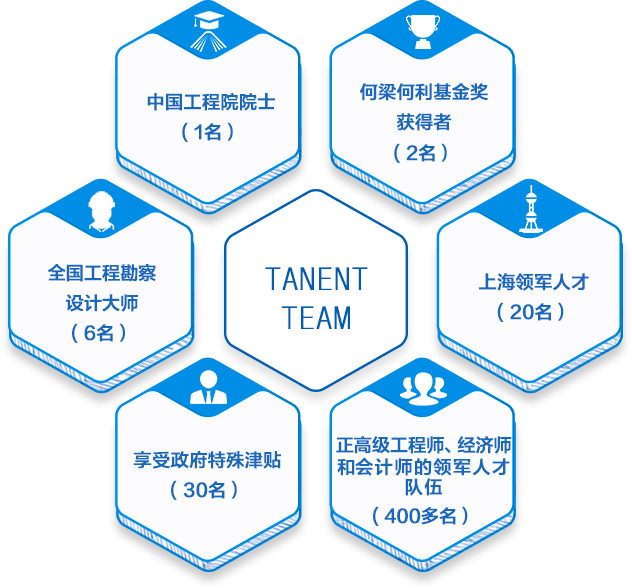 中国工程院院士
（1名）
何梁何利基金奖
获得者
（2名）
全国工程勘察
设计大师
（6名）
TANENT
TEAM
上海领军人才
（20名）
享受政府特殊津贴
（30名）
正高级工程师、经济师
和会计师的领军人才
队伍
（400多名）